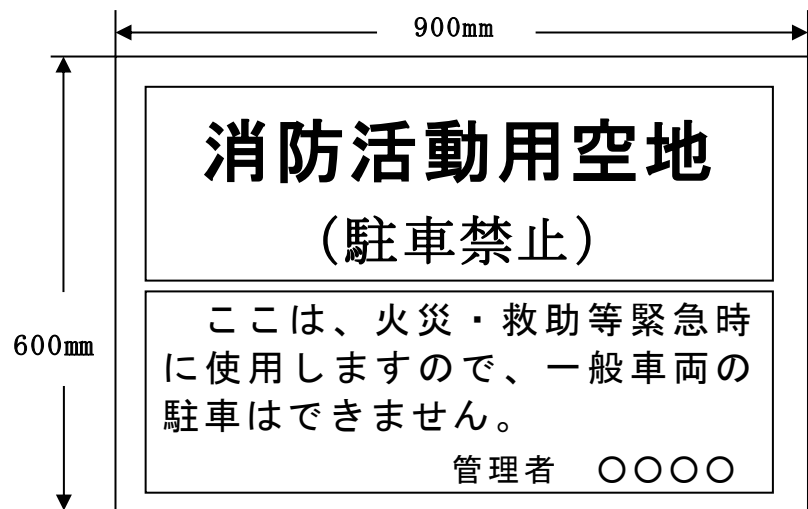 900mm
消防活動用空地
（駐車禁止）
600mm
　ここは、火災・救助等緊急時
に使用しますので、一般車両の
駐車はできません。
管理者　○○○○